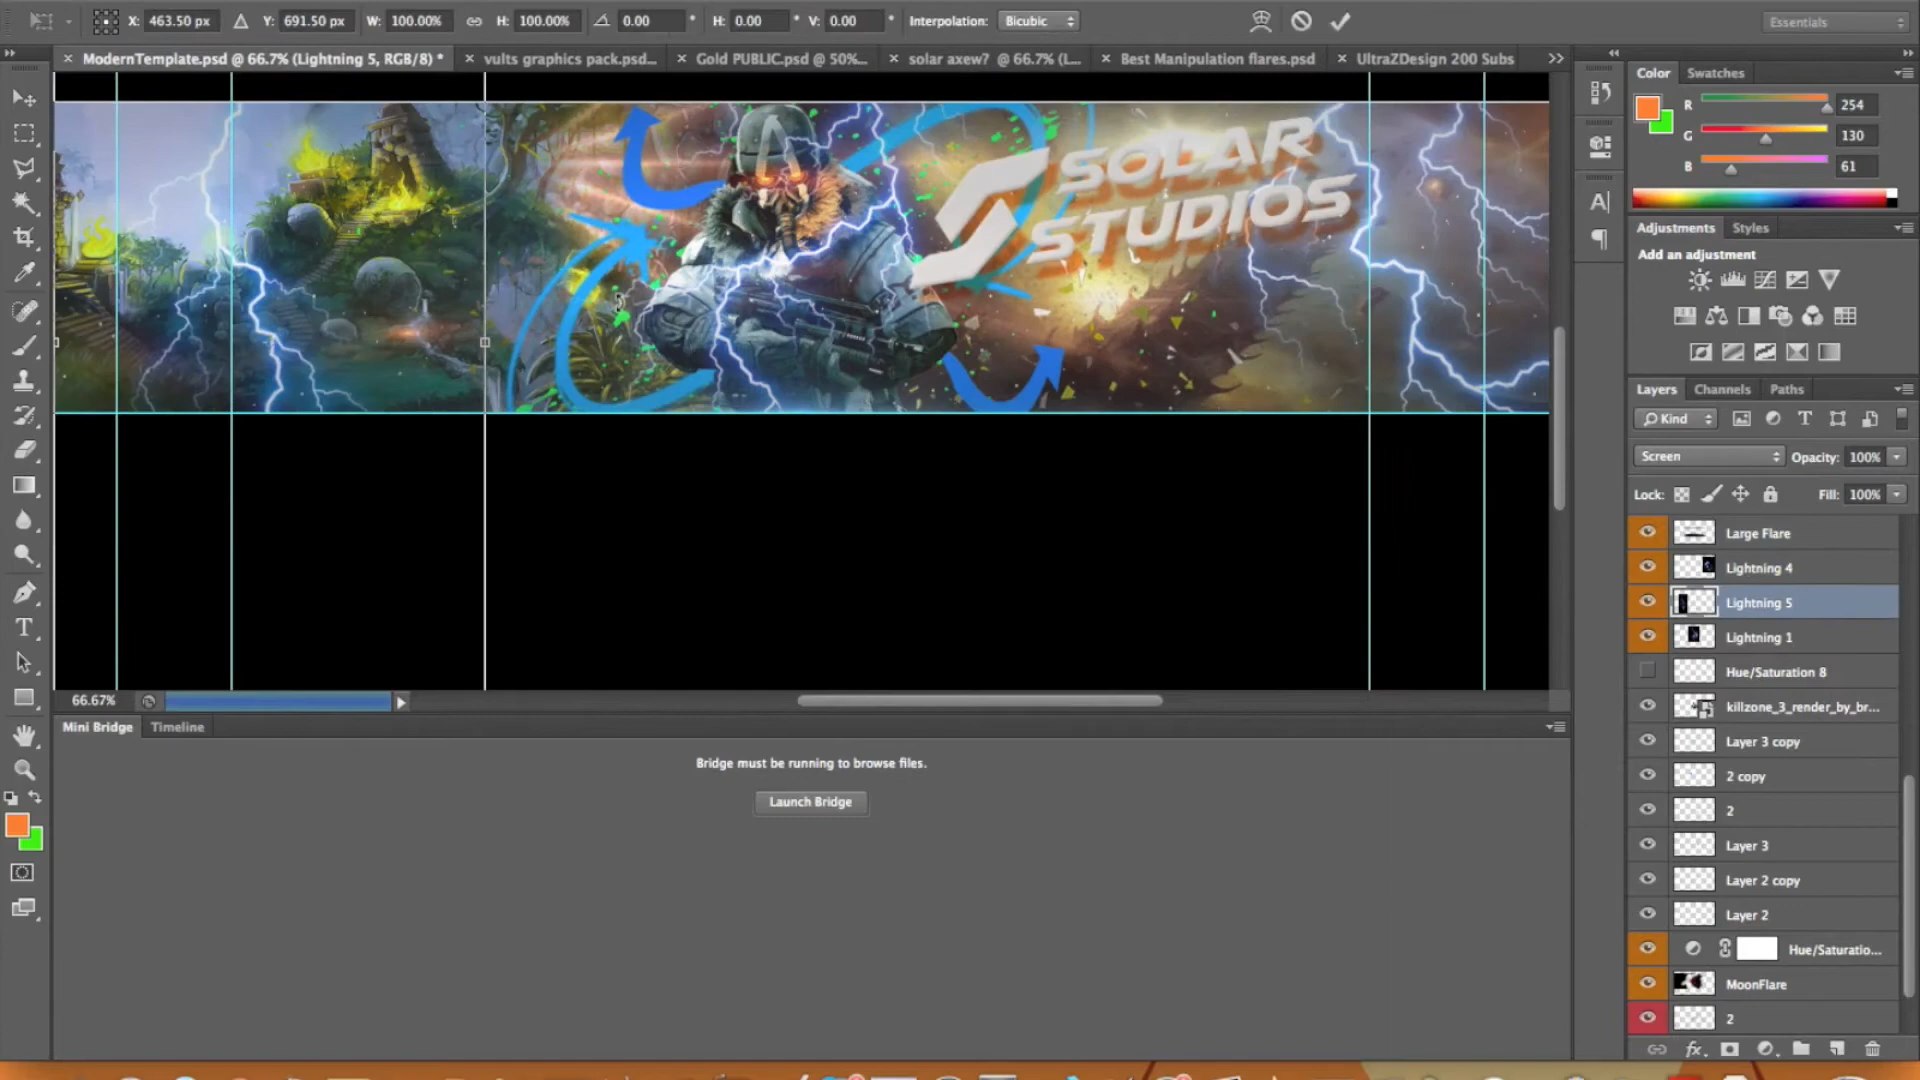 X: 463.50 px Y: 691.50 px W: 100.00% H: 100.00% 0.00 ° H: 0.00 ° V: 0.00 ° Interpolation: Bicubic Essentials
ModernTemplate.psd @ 66.7% (Lightning 5, RGB/8) * vults graphics pack.psd... Gold PUBLIC.psd @ 50%... solar axew? @ 66.7% (L... Best Manipulation flares.psd UltraZDesign 200 Subs
Color Swatches
R 254
G 130
B 61
SOLAR
STUDIOS
Adjustments Styles
Add an adjustment
Layers Channels Paths
Kind
Screen Opacity: 100%
Lock: Fill: 100%
Large Flare
Lightning 4
Lightning 5
Lightning 1
Hue/Saturation 8
killzone_3_render_by_br...
Layer 3 copy
2 copy
2
Layer 3
Layer 2 copy
Layer 2
Hue/Saturatio...
MoonFlare
2
66.67%
Mini Bridge Timeline
Bridge must be running to browse files.
Launch Bridge